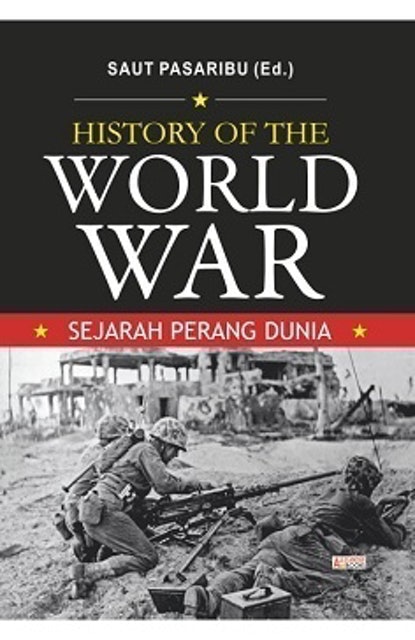 SAUT PASARIBU (Ed.)
HISTORY OF THE
WORLD
WAR
SEJARAH PERANG DUNIA